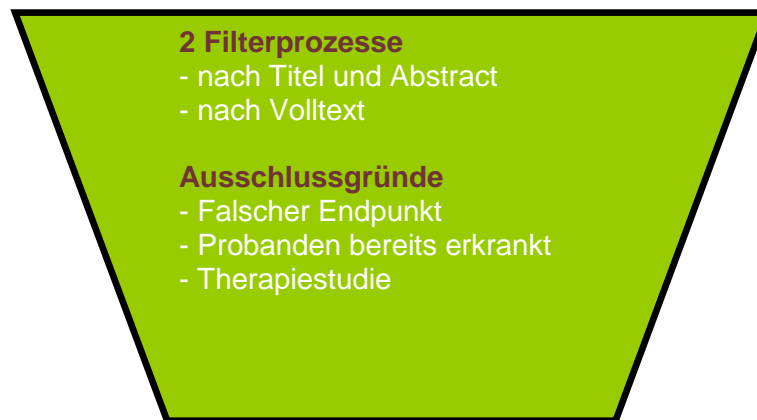 2 Filterprozesse
- nach Titel und Abstract
- nach Volltext
Ausschlussgründe
- Falscher Endpunkt
- Probanden bereits erkrankt
- Therapiestudie